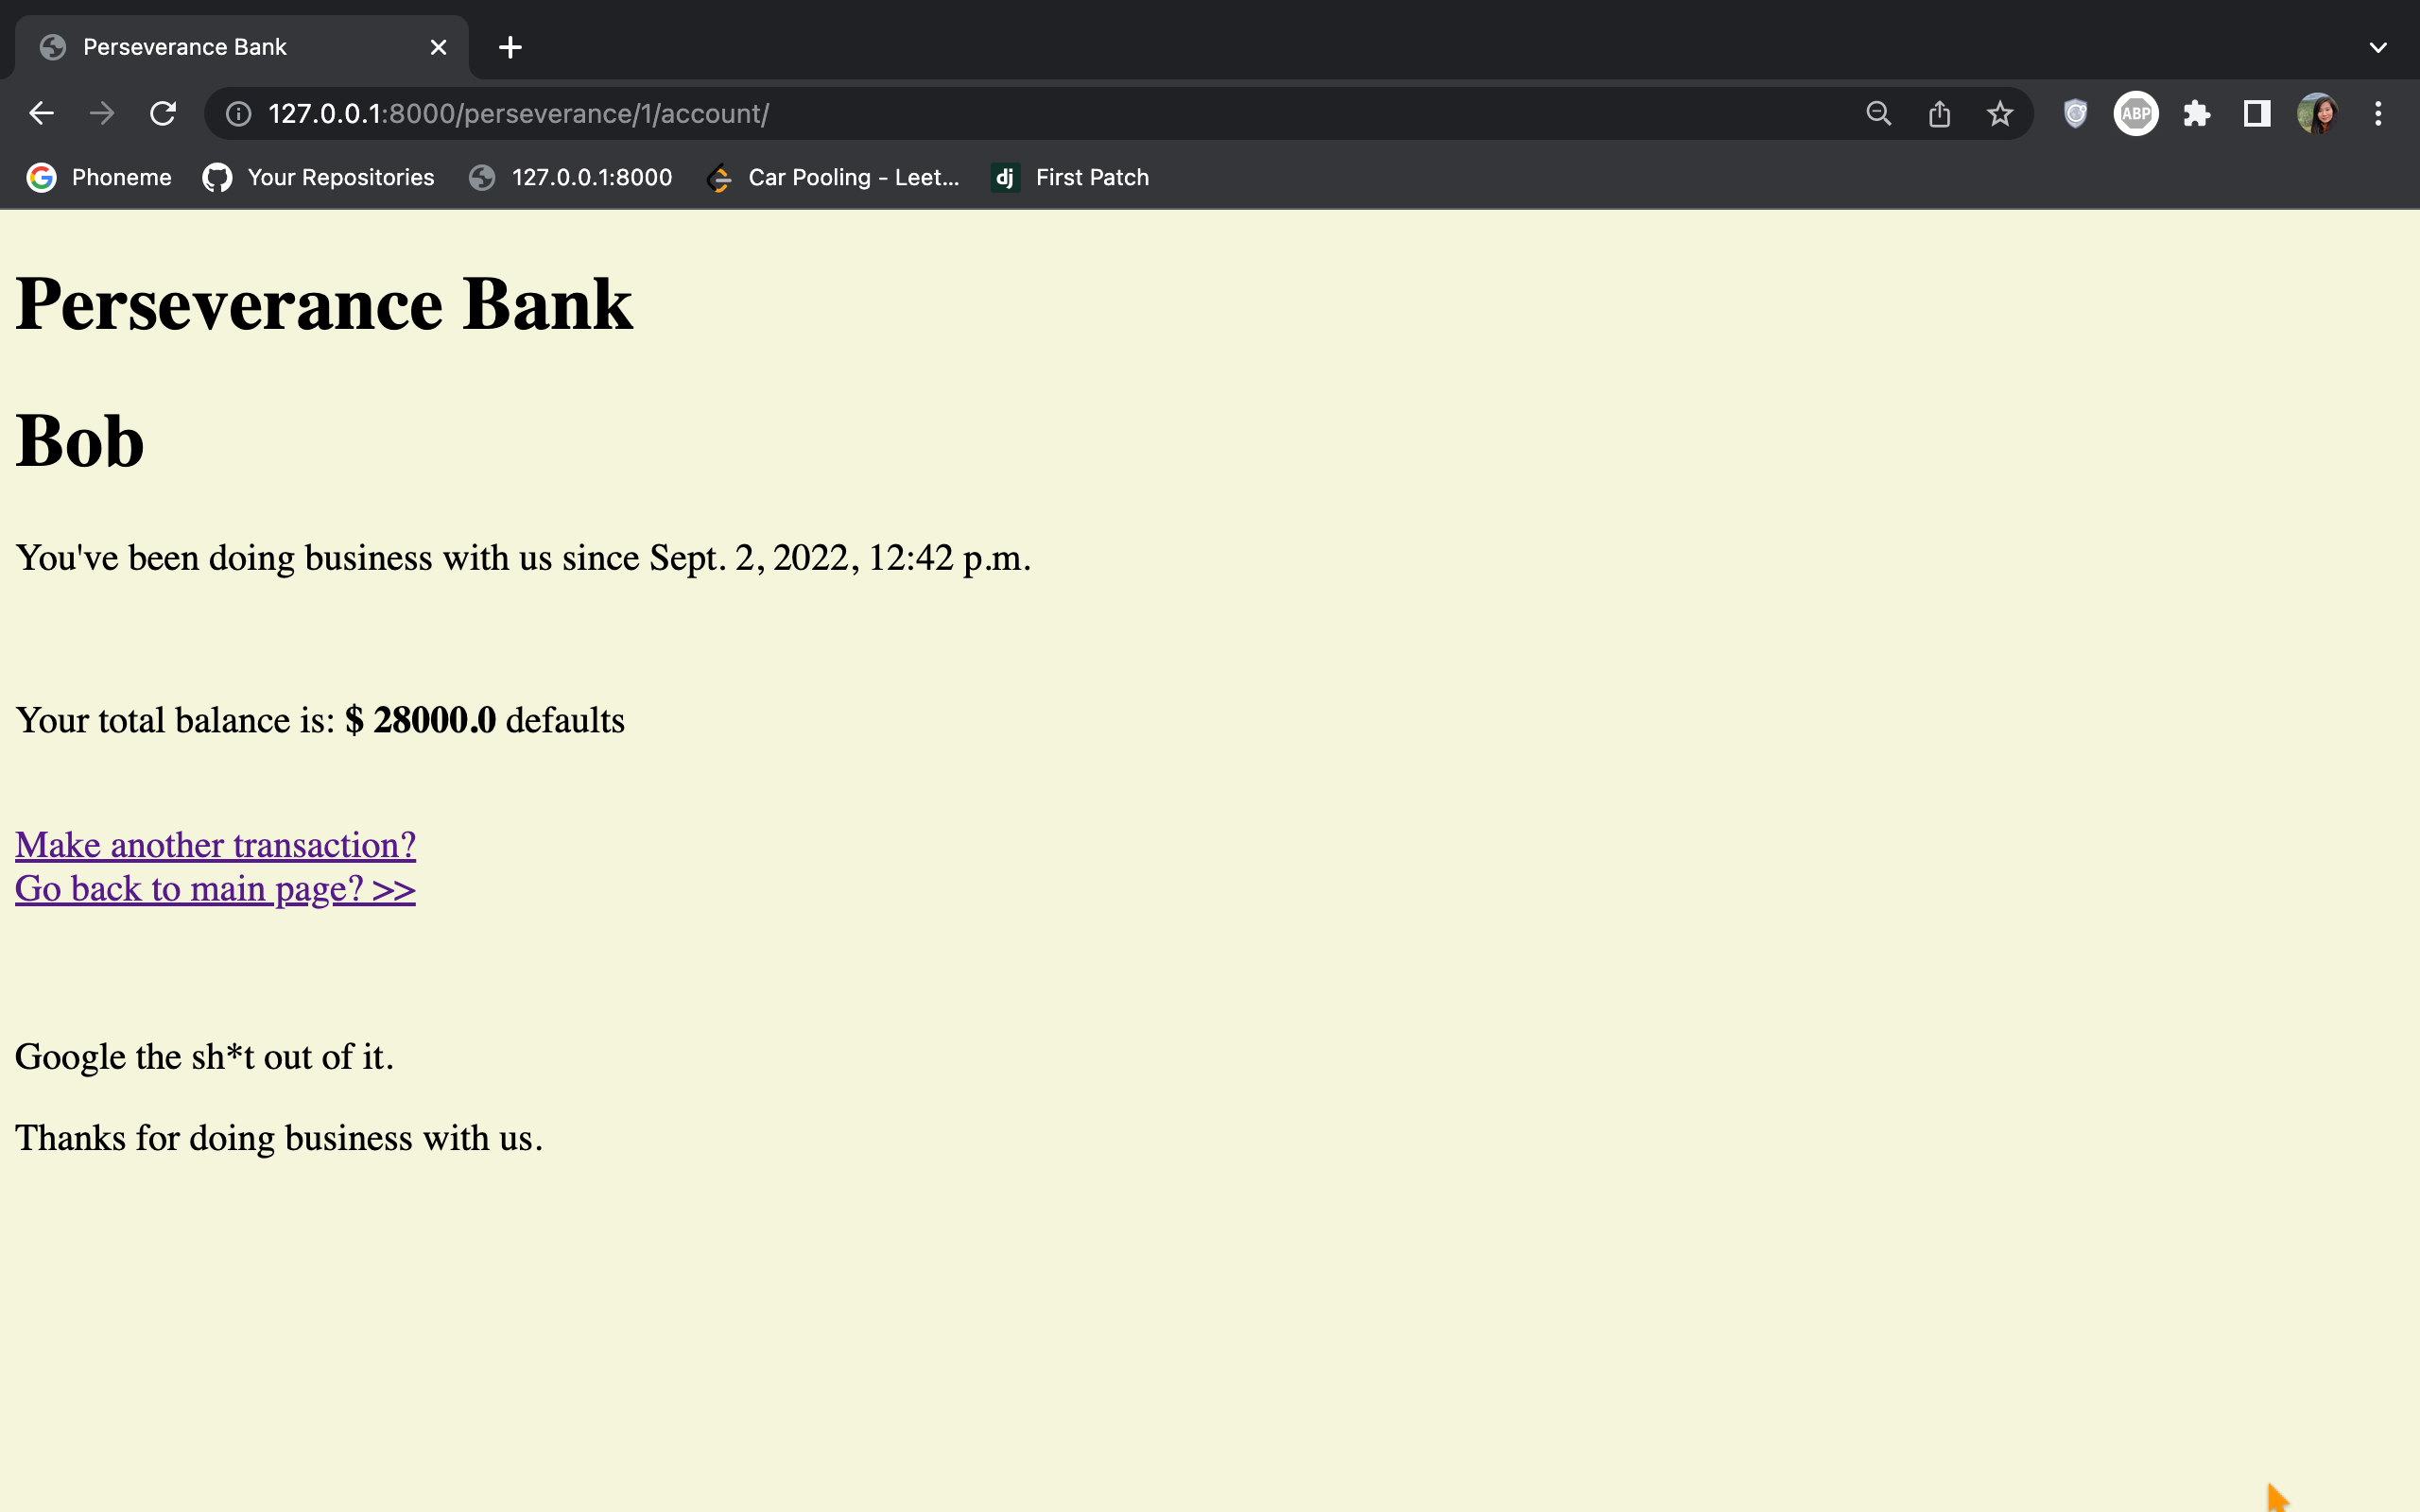 Perseverance Bank
127.0.0.1:8000/perseverance/1/account/
ABP
Phoneme
Your Repositories
127.0.0.1:8000
Car Pooling - Leet...
dj
First Patch
Perseverance Bank
Bob
You've been doing business with us since Sept. 2, 2022, 12:42 p.m.
Your total balance is: $ 28000.0 defaults
Make another transaction?
Go back to main page? >>
Google the sh*t out of it.
Thanks for doing business with us.